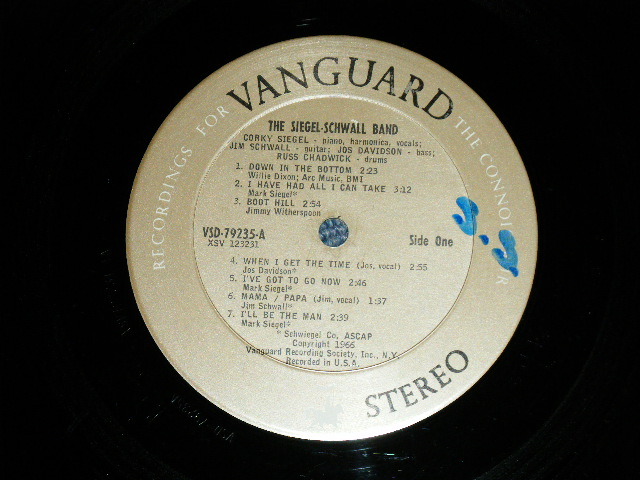 RECORDINGS FOR
VANGUARD
THE CONNOI R
THE SIEGEL-SCHWALL BAND
CORKY SIEGEL - piano, harmonica, vocals;
JIM SCHWALL - guitar; JOS DAVIDSON - bass;
RUSS CHADWICK - drums
1. DOWN IN THE BOTTOM 2:23
Willie Dixon; Arc Music, BMI
2. I HAVE HAD ALL I CAN TAKE 3:12
Mark Siegel*
3. BOOT HILL 2:54
Jimmy Witherspoon
VSD-79235-A
XSV 123231
Side One
4. WHEN I GET THE TIME (Jos, vocal) 2:55
Jos Davidson*
5. I'VE GOT TO GO NOW 2:46
Mark Siegel*
6. MAMA / PAPA (Jim, vocal) 1:37
Jim Schwall*
7. I'LL BE THE MAN 2:39
Mark Siegel*
* Schwiegel Co, ASCAP
Copyright 1966
Vanguard Recording Society, Inc., N.Y.
Recorded in U.S.A.
STEREO